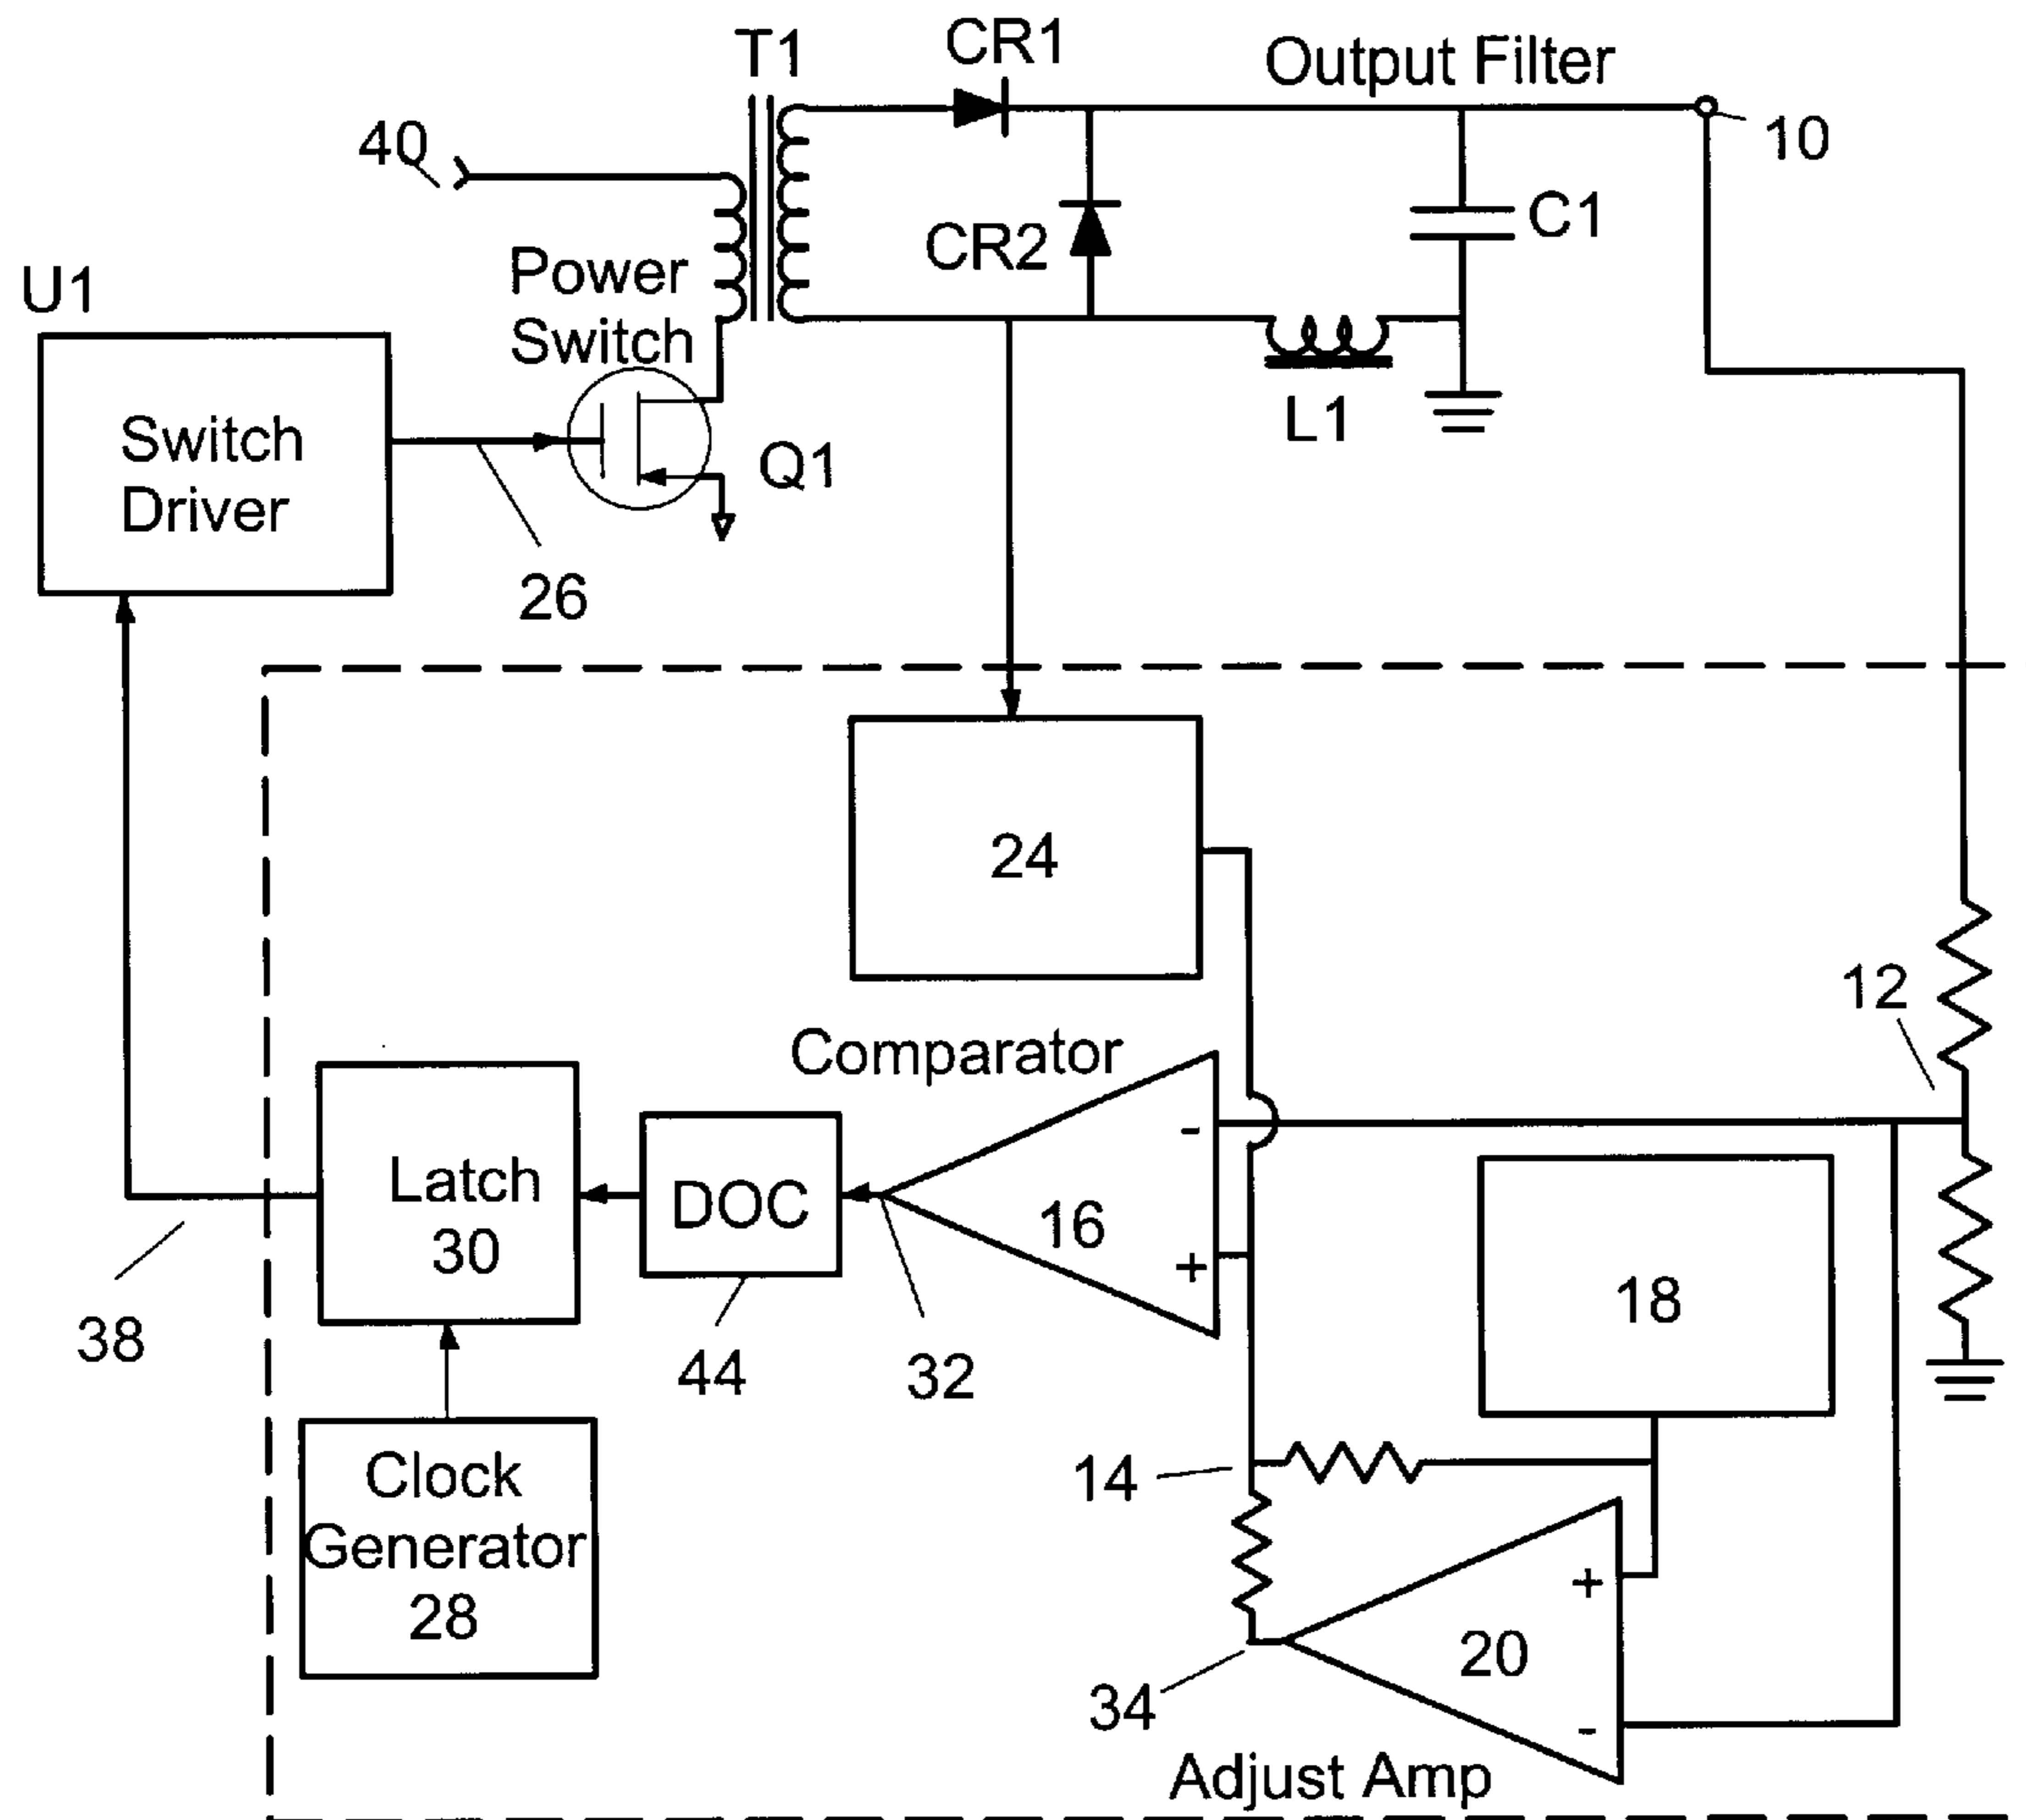 T1
CR1
Output Filter
40
10
CR2
C1
Power
Switch
U1
L1
Switch
Driver
Q1
26
24
12
Comparator
-
Latch
30
DOC
16
+
18
38
44
32
14
Clock
Generator
28
+
20
34
-
Adjust Amp